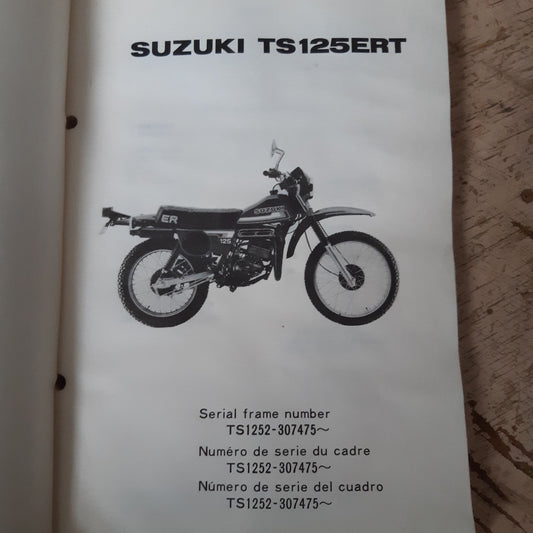 SUZUKI TS125ERT
ER
SUZUKI
125
Serial frame number
TS1252-307475～
Numéro de serie du cadre
TS1252-307475～
Número de serie del cuadro
TS1252-307475～